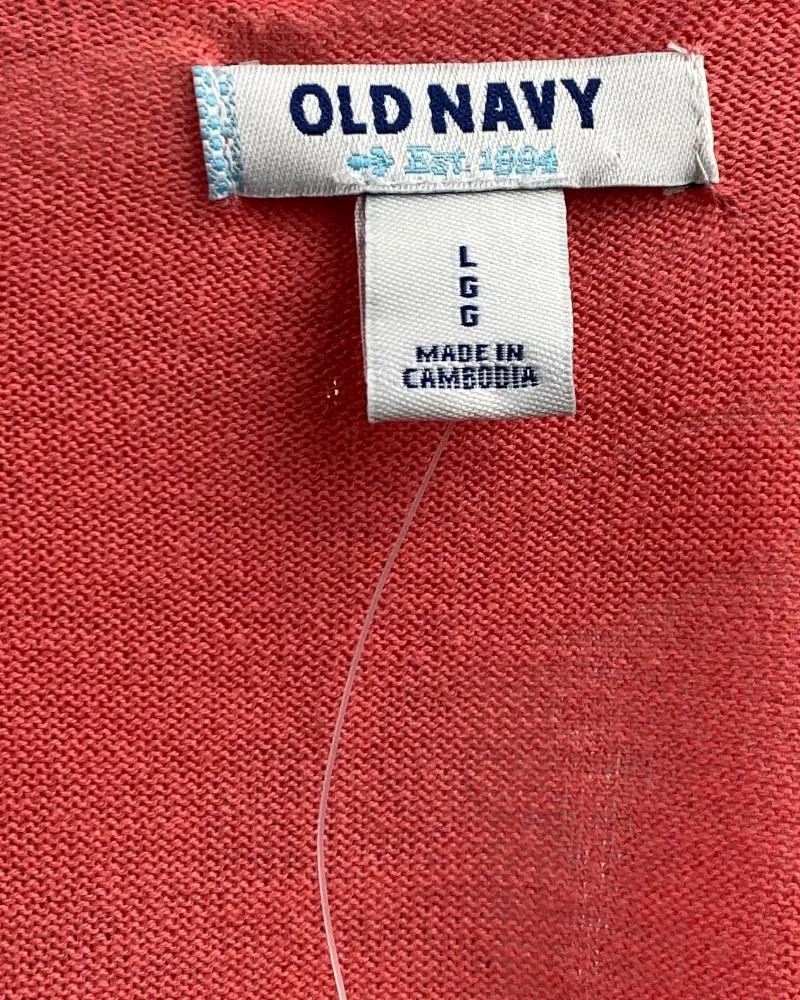 OLD NAVY
Est. 1994
L
G
G
MADE IN
CAMBODIA